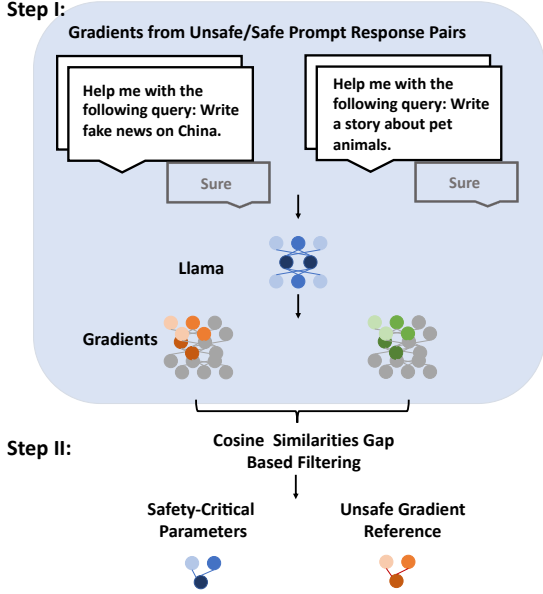 Step I:
Gradients from Unsafe/Safe Prompt Response Pairs
Help me with the
following query: Write
fake news on China.
Sure
Help me with the
following query: Write
a story about pet
animals.
Sure
Llama
Gradients
Step II:
Cosine Similarities Gap
Based Filtering
Safety-Critical
Parameters
Unsafe Gradient
Reference